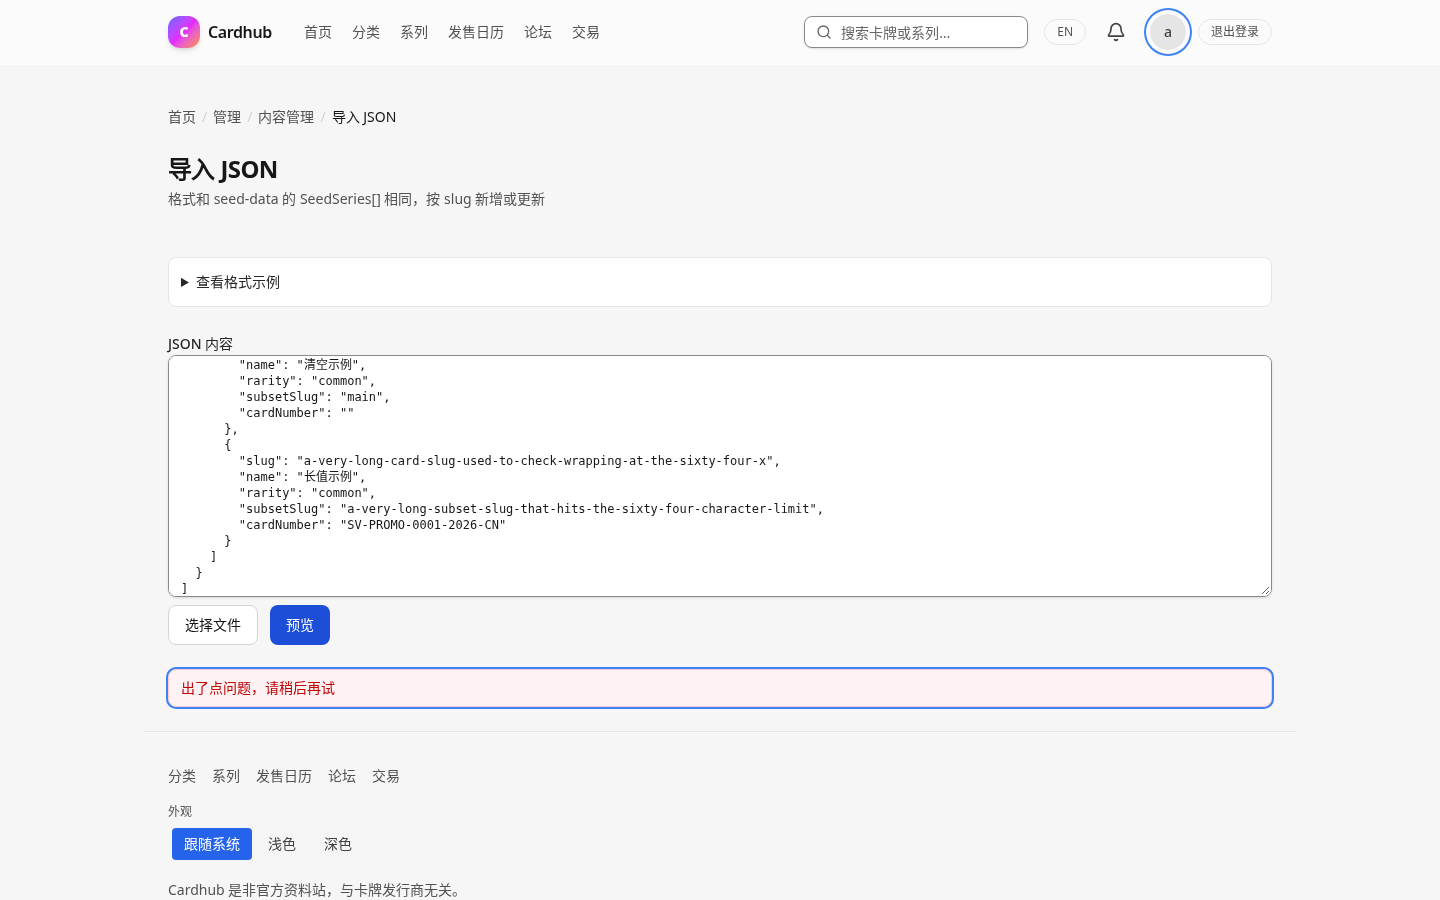 C Cardhub 首页 分类 系列 发售日历 论坛 交易 搜索卡牌或系列... EN a 退出登录
首页 / 管理 / 内容管理 / 导入 JSON
导入 JSON
格式和 seed-data 的 SeedSeries[] 相同，按 slug 新增或更新
查看格式示例
JSON 内容
"name": "清空示例",
"rarity": "common",
"subsetSlug": "main",
"cardNumber": ""
},
{
"slug": "a-very-long-card-slug-used-to-check-wrapping-at-the-sixty-four-x",
"name": "长值示例",
"rarity": "common",
"subsetSlug": "a-very-long-subset-slug-that-hits-the-sixty-four-character-limit",
"cardNumber": "SV-PROMO-0001-2026-CN"
}
]
}
]
选择文件 预览
出了点问题，请稍后再试
分类 系列 发售日历 论坛 交易
外观
跟随系统 浅色 深色
Cardhub 是非官方资料站，与卡牌发行商无关。